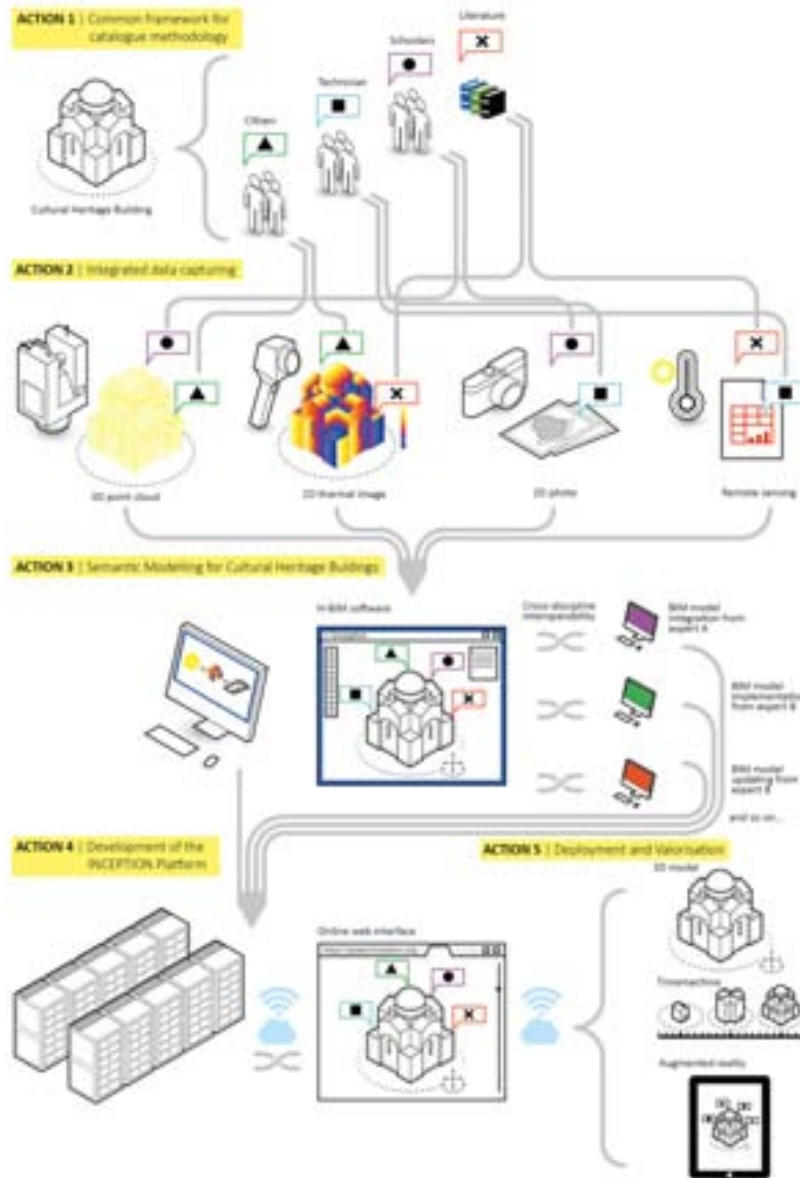 ACTION 1 | Common framework for
catalogue methodology
Literature
Scholars
Technician
Citizen
Cultural Heritage Building
ACTION 2 | Integrated data capturing
3D point cloud
2D thermal image
2D photo
Remote sensing
ACTION 3 | Semantic Modelling for Cultural Heritage Buildings
H-BIM software
Cross-discipline
interoperability
BIM model
integration from
expert A
BIM model
implementation
from expert B
BIM model
updating from
expert B
and so on...
ACTION 4 | Development of the
INCEPTION Platform
ACTION 5 | Deployment and Valorisation
3D model
Online web interface
Timemachine
Augmented reality